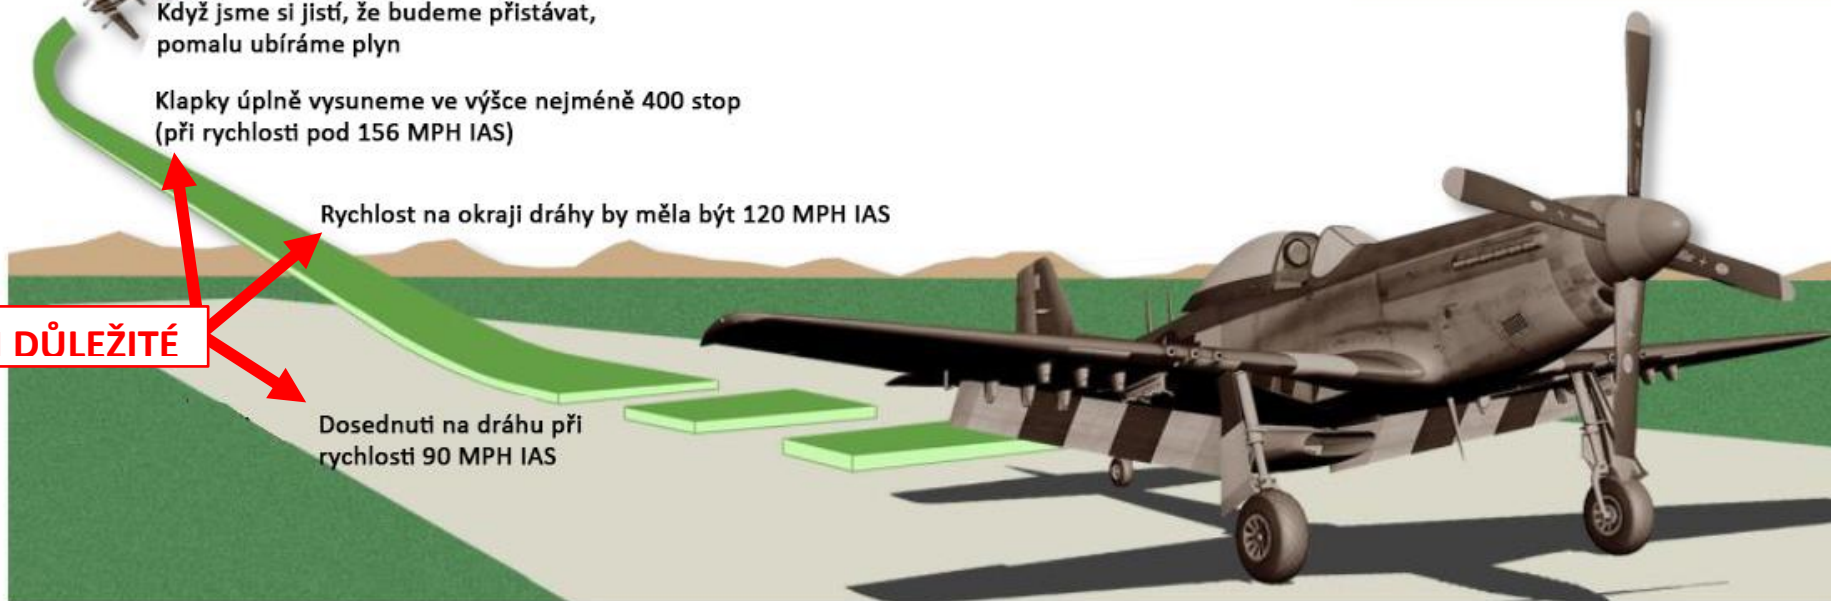 Když jsme si jistí, že budeme přistávat,
pomalu ubíráme plyn
Klapky úplně vysuneme ve výšce nejméně 400 stop
(při rychlosti pod 156 MPH IAS)
Rychlost na okraji dráhy by měla být 120 MPH IAS
DŮLEŽITÉ
Dosednuti na dráhu při
rychlosti 90 MPH IAS